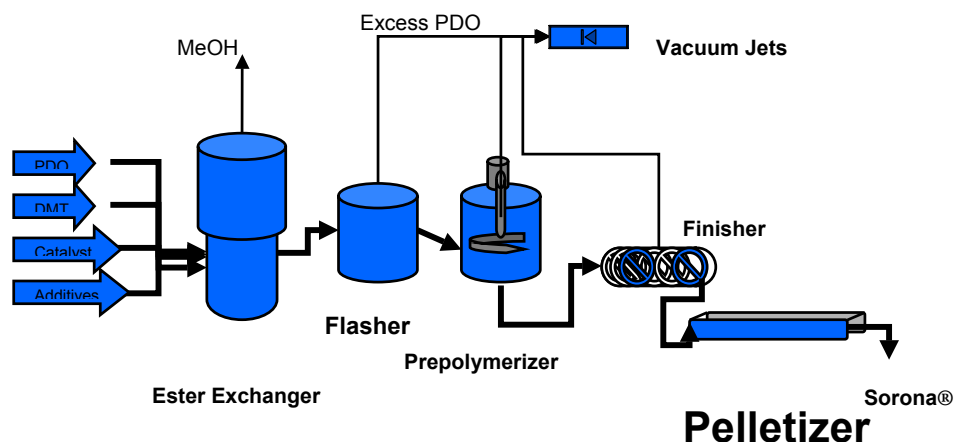 Excess PDO
MeOH
Vacuum Jets
PDO
DMT
Catalyst
Additives
Finisher
Flasher
Prepolymerizer
Ester Exchanger
Sorona®
Pelletizer